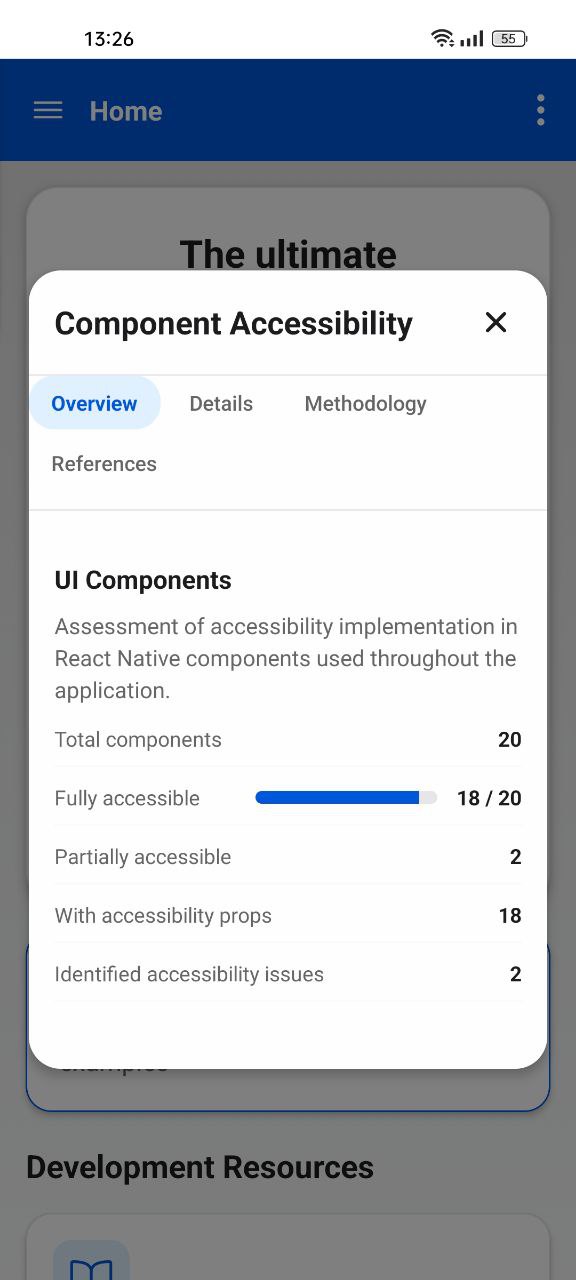 13:26
55
Home
The ultimate
Component Accessibility
Overview
Details
Methodology
References
UI Components
Assessment of accessibility implementation in
React Native components used throughout the
application.
Total components 20
Fully accessible 18 / 20
Partially accessible 2
With accessibility props 18
Identified accessibility issues 2
examples
Development Resources